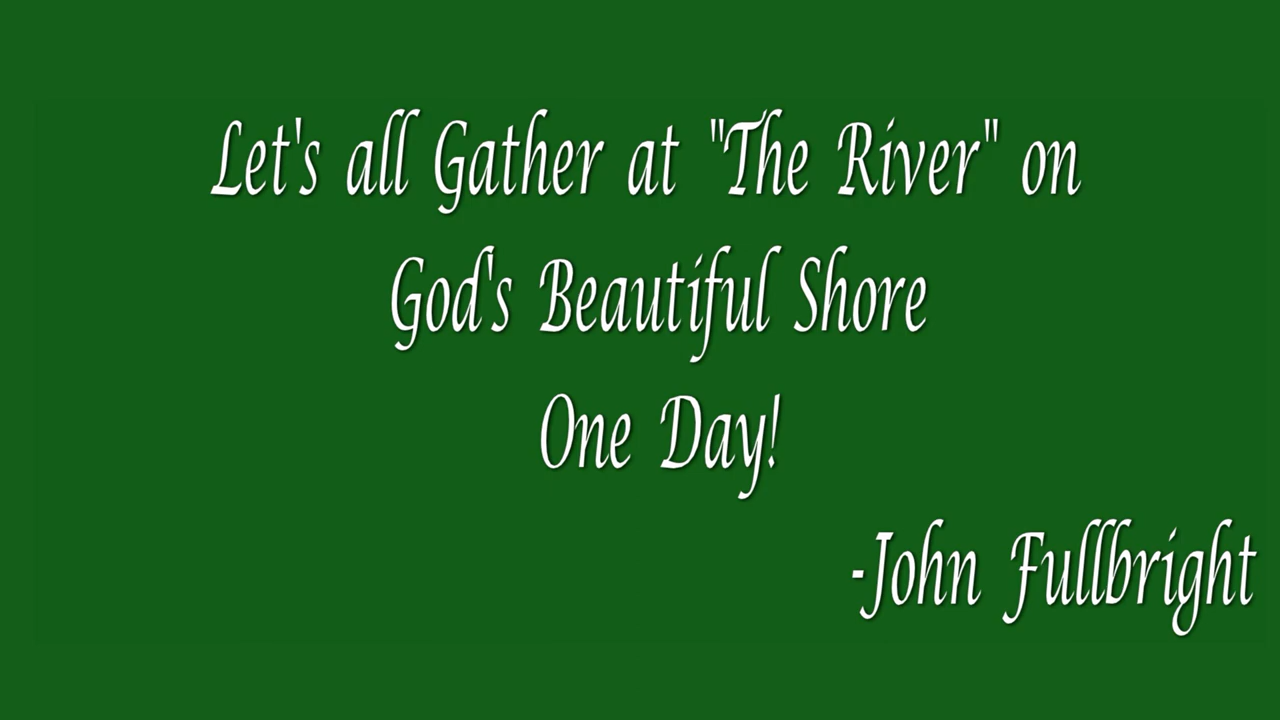 Let's all Gather at "The River" on
God's Beautiful Shore
One Day!
-John Fullbright